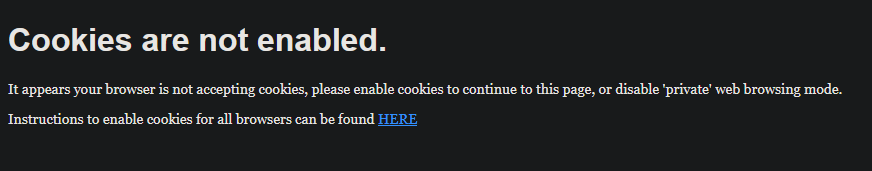 Cookies are not enabled.
It appears your browser is not accepting cookies, please enable cookies to continue to this page, or disable 'private' web browsing mode.
Instructions to enable cookies for all browsers can be found HERE